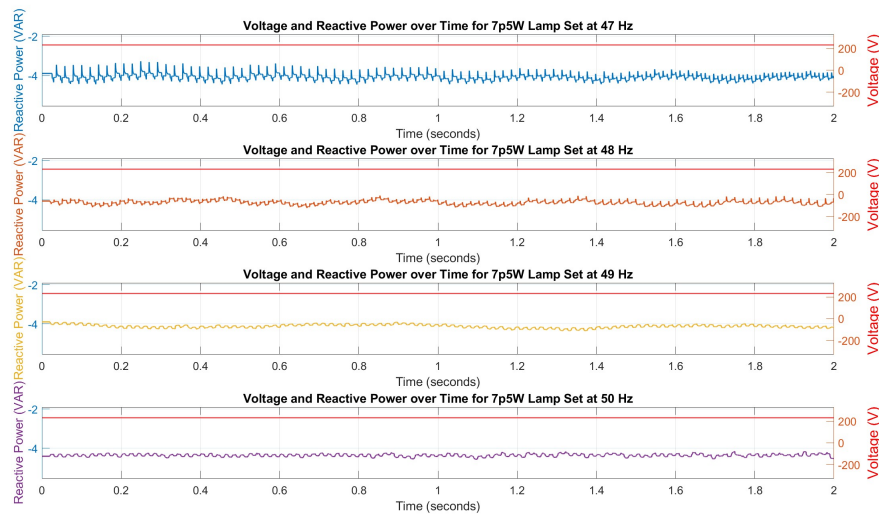 Voltage and Reactive Power over Time for 7p5W Lamp Set at 47 Hz
Reactive Power (VAR)
-2
-4
200
0
-200
Voltage (V)
0 0.2 0.4 0.6 0.8 1 1.2 1.4 1.6 1.8 2
Time (seconds)
Voltage and Reactive Power over Time for 7p5W Lamp Set at 48 Hz
Reactive Power (VAR)
-2
-4
200
0
-200
Voltage (V)
0 0.2 0.4 0.6 0.8 1 1.2 1.4 1.6 1.8 2
Time (seconds)
Voltage and Reactive Power over Time for 7p5W Lamp Set at 49 Hz
Reactive Power (VAR)
-2
-4
200
0
-200
Voltage (V)
0 0.2 0.4 0.6 0.8 1 1.2 1.4 1.6 1.8 2
Time (seconds)
Voltage and Reactive Power over Time for 7p5W Lamp Set at 50 Hz
Reactive Power (VAR)
-2
-4
200
0
-200
Voltage (V)
0 0.2 0.4 0.6 0.8 1 1.2 1.4 1.6 1.8 2
Time (seconds)